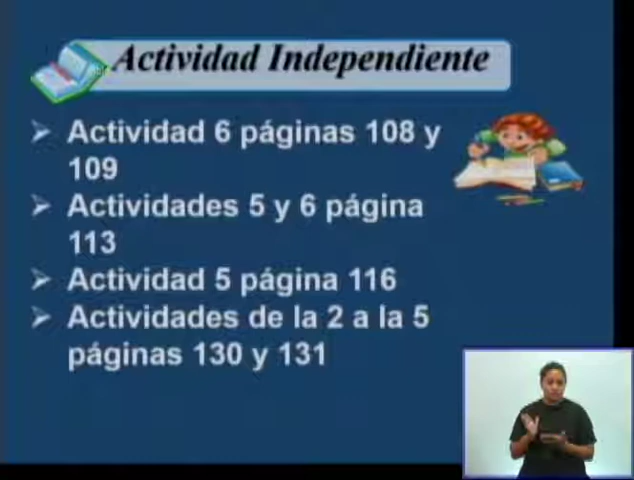 Actividad Independiente
Actividad 6 páginas 108 y
109
Actividades 5 y 6 página
113
Actividad 5 página 116
Actividades de la 2 a la 5
páginas 130 y 131